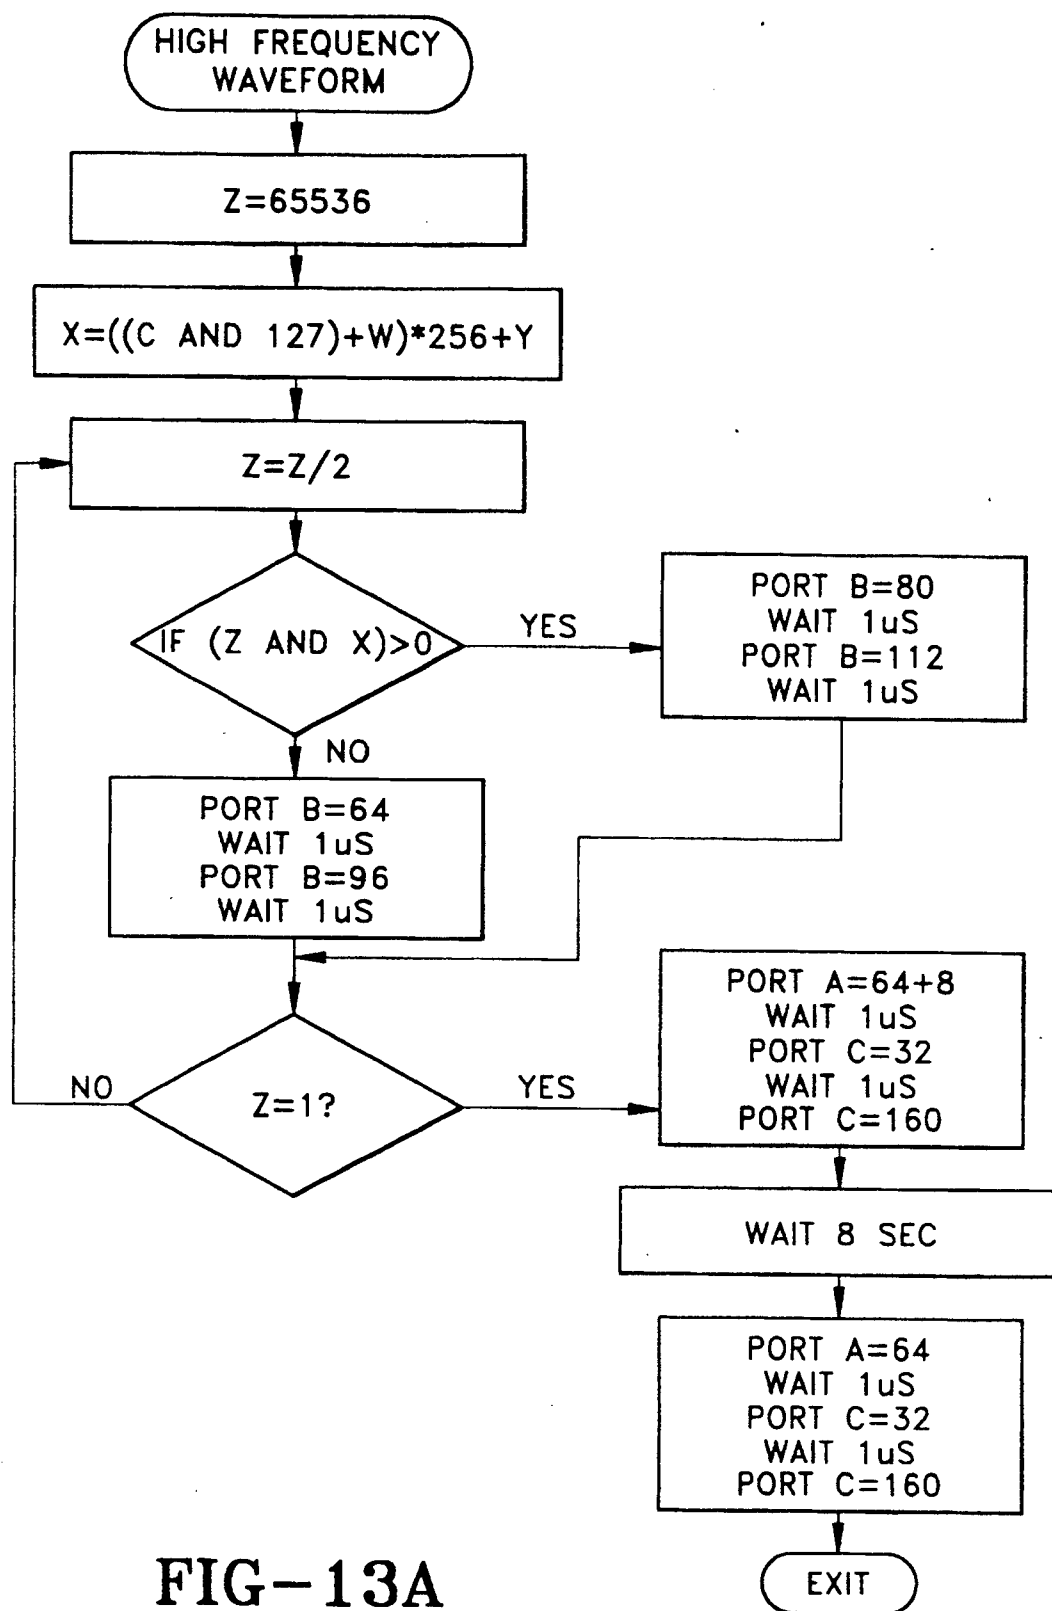 HIGH FREQUENCY
WAVEFORM
Z=65536
X=((C AND 127)+W)*256+Y
Z=Z/2
IF (Z AND X)>0
YES
PORT B=80
WAIT 1uS
PORT B=112
WAIT 1uS
NO
PORT B=64
WAIT 1uS
PORT B=96
WAIT 1uS
Z=1?
NO
YES
PORT A=64+8
WAIT 1uS
PORT C=32
WAIT 1uS
PORT C=160
WAIT 8 SEC
PORT A=64
WAIT 1uS
PORT C=32
WAIT 1uS
PORT C=160
EXIT
FIG-13A